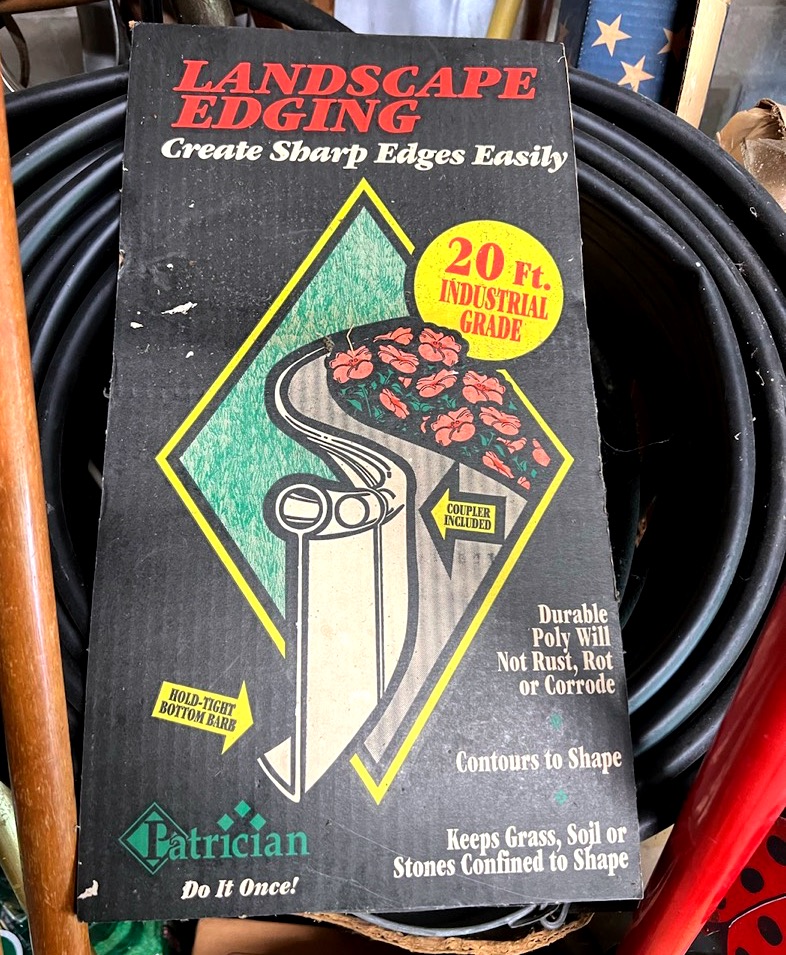 LANDSCAPE
EDGING
Create Sharp Edges Easily
20 Ft.
INDUSTRIAL
GRADE
COUPLER
INCLUDED
Durable
Poly Will
Not Rust, Rot
or Corrode
HOLD-TIGHT
BOTTOM BARB
Contours to Shape
Patrician
Keeps Grass, Soil or
Stones Confined to Shape
Do It Once!